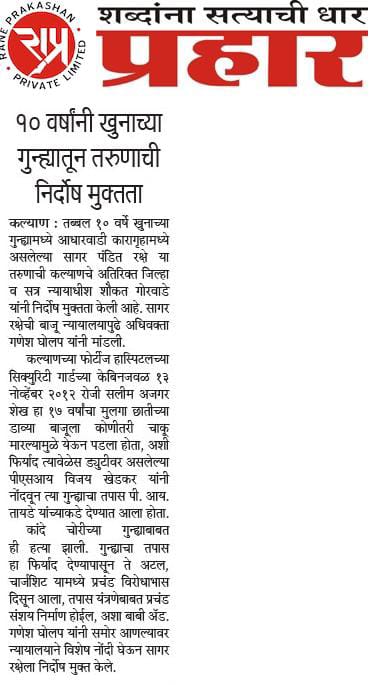 RANE PRAKASHAN
राप्र
PRIVATE LIMITED
शब्दांना सत्याची धार
प्रहार
१० वर्षांनी खुनाच्या
गुन्ह्यातून तरुणाची
निर्दोष मुक्तता
कल्याण : तब्बल १० वर्षे खुनाच्या
गुन्ह्यामध्ये आधारवाडी कारागृहामध्ये
असलेल्या सागर पंडित रक्षे या
तरुणाची कल्याणचे अतिरिक्त जिल्हा
व सत्र न्यायाधीश शौकत गोरवाडे
यांनी निर्दोष मुक्तता केली आहे. सागर
रक्षेची बाजू न्यायालयापुढे अधिवक्ता
गणेश घोलप यांनी मांडली.
कल्याणच्या फोर्टीज हास्पिटलच्या
सिक्युरिटी गार्डच्या केबिनजवळ १३
नोव्हेंबर २०१२ रोजी सलीम अजगर
शेख हा १७ वर्षांचा मुलगा छातीच्या
डाव्या बाजूला कोणीतरी चाकू
मारल्यामुळे येऊन पडला होता, अशी
फिर्याद त्यावेळेस ड्युटीवर असलेल्या
पीएसआय विजय खेडकर यांनी
नोंदवून त्या गुन्ह्याचा तपास पी. आय.
तायडे यांच्याकडे देण्यात आला होता.
कांदे चोरीच्या गुन्ह्याबाबत
ही हत्या झाली. गुन्ह्याचा तपास
हा फिर्याद देण्यापासून ते अटल,
चार्जशिट यामध्ये प्रचंड विरोधाभास
दिसून आला, तपास यंत्रणेबाबत प्रचंड
संशय निर्माण होईल, अशा बाबी ॲड.
गणेश घोलप यांनी समोर आणल्यावर
न्यायालयाने विशेष नोंदी घेऊन सागर
रक्षेला निर्दोष मुक्त केले.